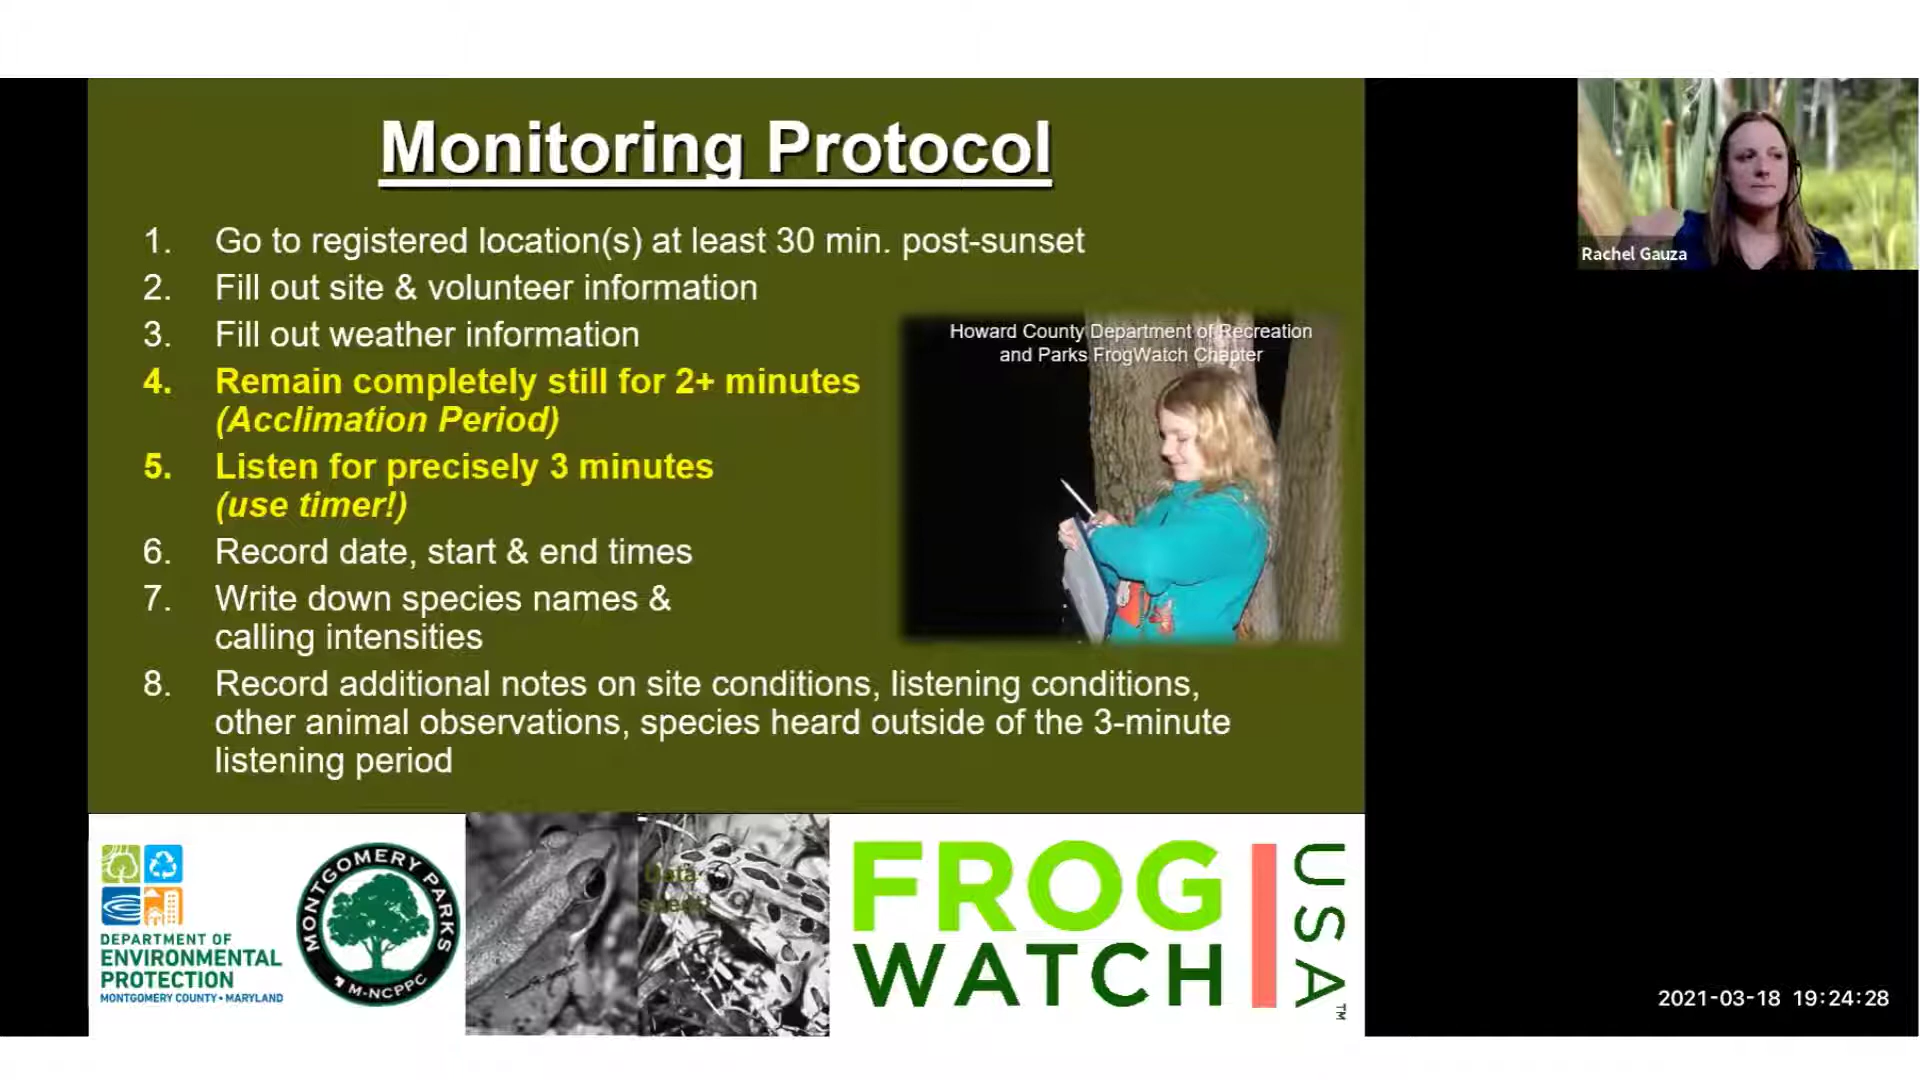 Monitoring Protocol
1. Go to registered location(s) at least 30 min. post-sunset
2. Fill out site & volunteer information
3. Fill out weather information
4. Remain completely still for 2+ minutes
(Acclimation Period)
5. Listen for precisely 3 minutes
(use timer!)
6. Record date, start & end times
7. Write down species names &
calling intensities
8. Record additional notes on site conditions, listening conditions,
other animal observations, species heard outside of the 3-minute
listening period
Howard County Department of Recreation
and Parks FrogWatch Chapter
Rachel Gauza
DEPARTMENT OF
ENVIRONMENTAL
PROTECTION
MONTGOMERY COUNTY • MARYLAND
MONTGOMERY PARKS
M-NCPPC
FROG
WATCH
USA
TM
2021-03-18 19:24:28